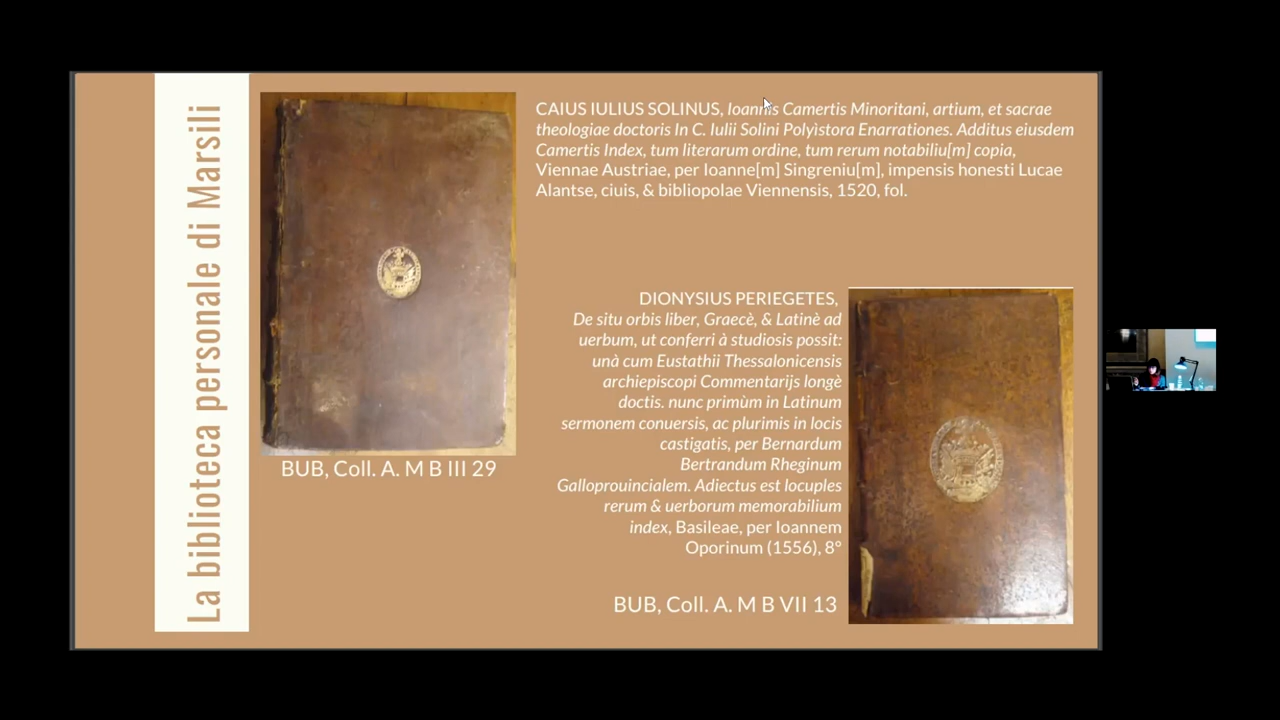 La biblioteca personale di Marsili
CAIUS IULIUS SOLINUS, Ioannis Camertis Minoritani, artium, et sacrae
theologiae doctoris In C. Iulii Solini Polyìstora Enarrationes. Additus eiusdem
Camertis Index, tum literarum ordine, tum rerum notabiliu[m] copia,
Viennae Austriae, per Ioanne[m] Singreniu[m], impensis honesti Lucae
Alantse, ciuis, & bibliopolae Viennensis, 1520, fol.
BUB, Coll. A. M B III 29
DIONYSIUS PERIEGETES,
De situ orbis liber, Graecè, & Latinè ad
uerbum, ut conferri à studiosis possit:
unà cum Eustathii Thessalonicensis
archiepiscopi Commentarijs longè
doctis. nunc primùm in Latinum
sermonem conuersis, ac plurimis in locis
castigatis, per Bernardum
Bertrandum Rheginum
Galloprouincialem. Adiectus est locuples
rerum & uerborum memorabilium
index, Basileae, per Ioannem
Oporinum (1556), 8°
BUB, Coll. A. M B VII 13